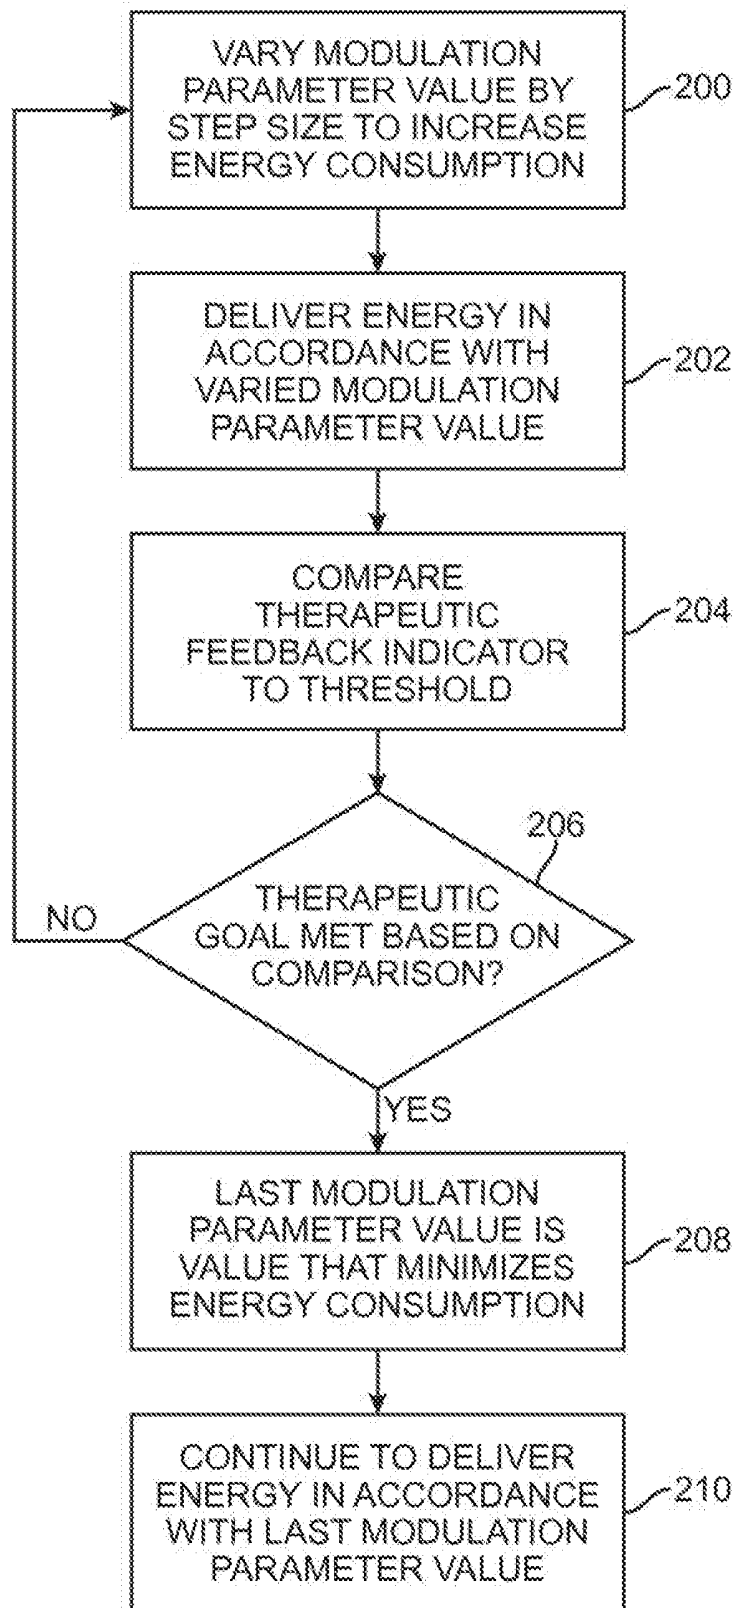 VARY MODULATION
PARAMETER VALUE BY
STEP SIZE TO INCREASE
ENERGY CONSUMPTION
200
DELIVER ENERGY IN
ACCORDANCE WITH
VARIED MODULATION
PARAMETER VALUE
202
COMPARE
THERAPEUTIC
FEEDBACK INDICATOR
TO THRESHOLD
204
206
THERAPEUTIC
GOAL MET BASED ON
COMPARISON?
NO
YES
LAST MODULATION
PARAMETER VALUE IS
VALUE THAT MINIMIZES
ENERGY CONSUMPTION
208
CONTINUE TO DELIVER
ENERGY IN ACCORDANCE
WITH LAST MODULATION
PARAMETER VALUE
210